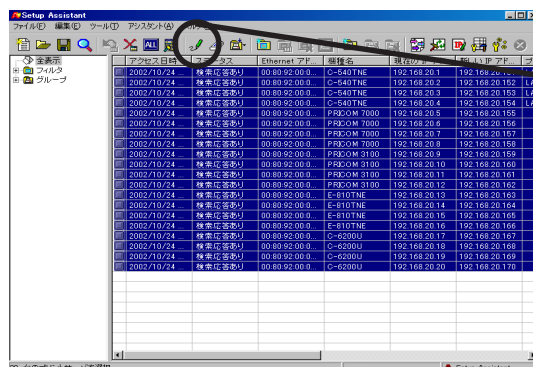 Setup Assistant
ファイル(F) 編集(E) ツール(T) アシスタント(A)
全表示
フィルタ
グループ
アクセス日時 ステータス Ethernet アド... 機種名
2002/10/24 ... 検索応答あり 00:80:92:00:0... C-540TNE 192.168.20.1
2002/10/24 ... 検索応答あり 00:80:92:00:0... C-540TNE 192.168.20.2 192.168.20.152 LA
2002/10/24 ... 検索応答あり 00:80:92:00:0... C-540TNE 192.168.20.3 192.168.20.153 LA
2002/10/24 ... 検索応答あり 00:80:92:00:0... C-540TNE 192.168.20.4 192.168.20.154 LA
2002/10/24 ... 検索応答あり 00:80:92:00:0... PRICOM 7000 192.168.20.5 192.168.20.155
2002/10/24 ... 検索応答あり 00:80:92:00:0... PRICOM 7000 192.168.20.6 192.168.20.156
2002/10/24 ... 検索応答あり 00:80:92:00:0... PRICOM 7000 192.168.20.7 192.168.20.157
2002/10/24 ... 検索応答あり 00:80:92:00:0... PRICOM 7000 192.168.20.8 192.168.20.158
2002/10/24 ... 検索応答あり 00:80:92:00:0... PRICOM 3100 192.168.20.9 192.168.20.159
2002/10/24 ... 検索応答あり 00:80:92:00:0... PRICOM 3100 192.168.20.10 192.168.20.160
2002/10/24 ... 検索応答あり 00:80:92:00:0... PRICOM 3100 192.168.20.11 192.168.20.161
2002/10/24 ... 検索応答あり 00:80:92:00:0... PRICOM 3100 192.168.20.12 192.168.20.162
2002/10/24 ... 検索応答あり 00:80:92:00:0... E-810TNE 192.168.20.13 192.168.20.163
2002/10/24 ... 検索応答あり 00:80:92:00:0... E-810TNE 192.168.20.14 192.168.20.164
2002/10/24 ... 検索応答あり 00:80:92:00:0... E-810TNE 192.168.20.15 192.168.20.165
2002/10/24 ... 検索応答あり 00:80:92:00:0... E-810TNE 192.168.20.16 192.168.20.166
2002/10/24 ... 検索応答あり 00:80:92:00:0... C-6200U 192.168.20.17 192.168.20.167
2002/10/24 ... 検索応答あり 00:80:92:00:0... C-6200U 192.168.20.18 192.168.20.168
2002/10/24 ... 検索応答あり 00:80:92:00:0... C-6200U 192.168.20.19 192.168.20.169
2002/10/24 ... 検索応答あり 00:80:92:00:0... C-6200U 192.168.20.20 192.168.20.170